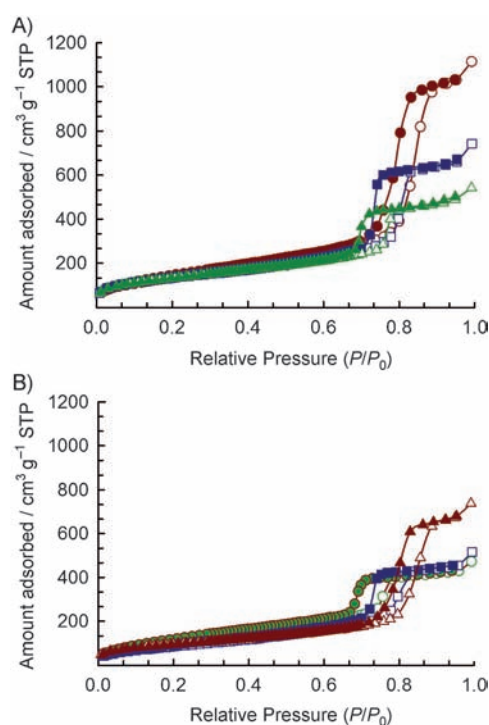 A)
Amount adsorbed / cm³ g⁻¹ STP
1200
1000
800
600
400
200
0.0 0.2 0.4 0.6 0.8 1.0
Relative Pressure (P/P₀)
B)
Amount adsorbed / cm³ g⁻¹ STP
1200
1000
800
600
400
200
0.0 0.2 0.4 0.6 0.8 1.0
Relative Pressure (P/P₀)